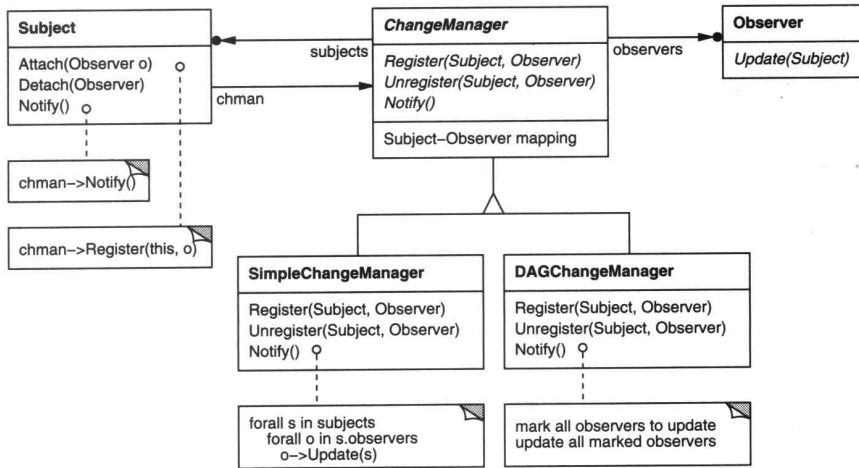 Subject
Attach(Observer o)
Detach(Observer)
Notify()
chman->Notify()
chman->Register(this, o)
subjects
chman
ChangeManager
Register(Subject, Observer)
Unregister(Subject, Observer)
Notify()
Subject-Observer mapping
observers
Observer
Update(Subject)
SimpleChangeManager
Register(Subject, Observer)
Unregister(Subject, Observer)
Notify()
forall s in subjects
forall o in s.observers
o->Update(s)
DAGChangeManager
Register(Subject, Observer)
Unregister(Subject, Observer)
Notify()
mark all observers to update
update all marked observers